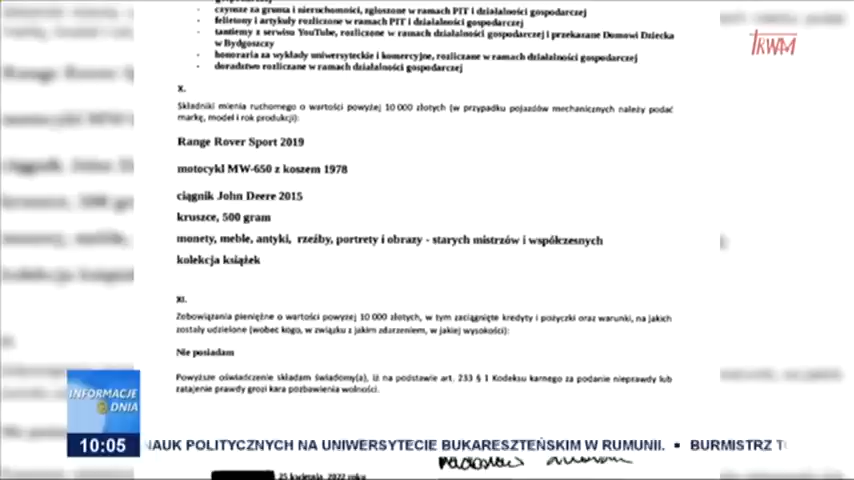 - czynsze za grunta i nieruchomości, zgłoszone w ramach PIT i działalności gospodarczej
- felietony i artykuły rozliczone w ramach PIT i działalności gospodarczej
- tantiemy z serwisu YouTube, rozliczone w ramach działalności gospodarczej i przekazane Domowi Dziecka
w Bydgoszczy
- honoraria za wykłady uniwersyteckie i komercyjne, rozliczane w ramach działalności gospodarczej
- doradztwo rozliczane w ramach działalności gospodarczej
TRWAM
X.
Składniki mienia ruchomego o wartości powyżej 10 000 złotych (w przypadku pojazdów mechanicznych należy podać
markę, model i rok produkcji):
Range Rover Sport 2019
motocykl MW-650 z koszem 1978
ciągnik John Deere 2015
kruszce, 500 gram
monety, meble, antyki, rzeźby, portrety i obrazy - starych mistrzów i współczesnych
kolekcja książek
XI.
Zobowiązania pieniężne o wartości powyżej 10 000 złotych, w tym zaciągnięte kredyty i pożyczki oraz warunki, na jakich
zostały udzielone (wobec kogo, w związku z jakim zdarzeniem, w jakiej wysokości):
Nie posiadam
Powyższe oświadczenie składam świadomy(a), iż na podstawie art. 233 § 1 Kodeksu karnego za podanie nieprawdy lub
zatajenie prawdy grozi kara pozbawienia wolności.
INFORMACJE
DNIA
10:05
NAUK POLITYCZNYCH NA UNIWERSYTECIE BUKARESZTEŃSKIM W RUMUNII. ▪ BURMISTRZ
25 kwietnia, 2022 roku